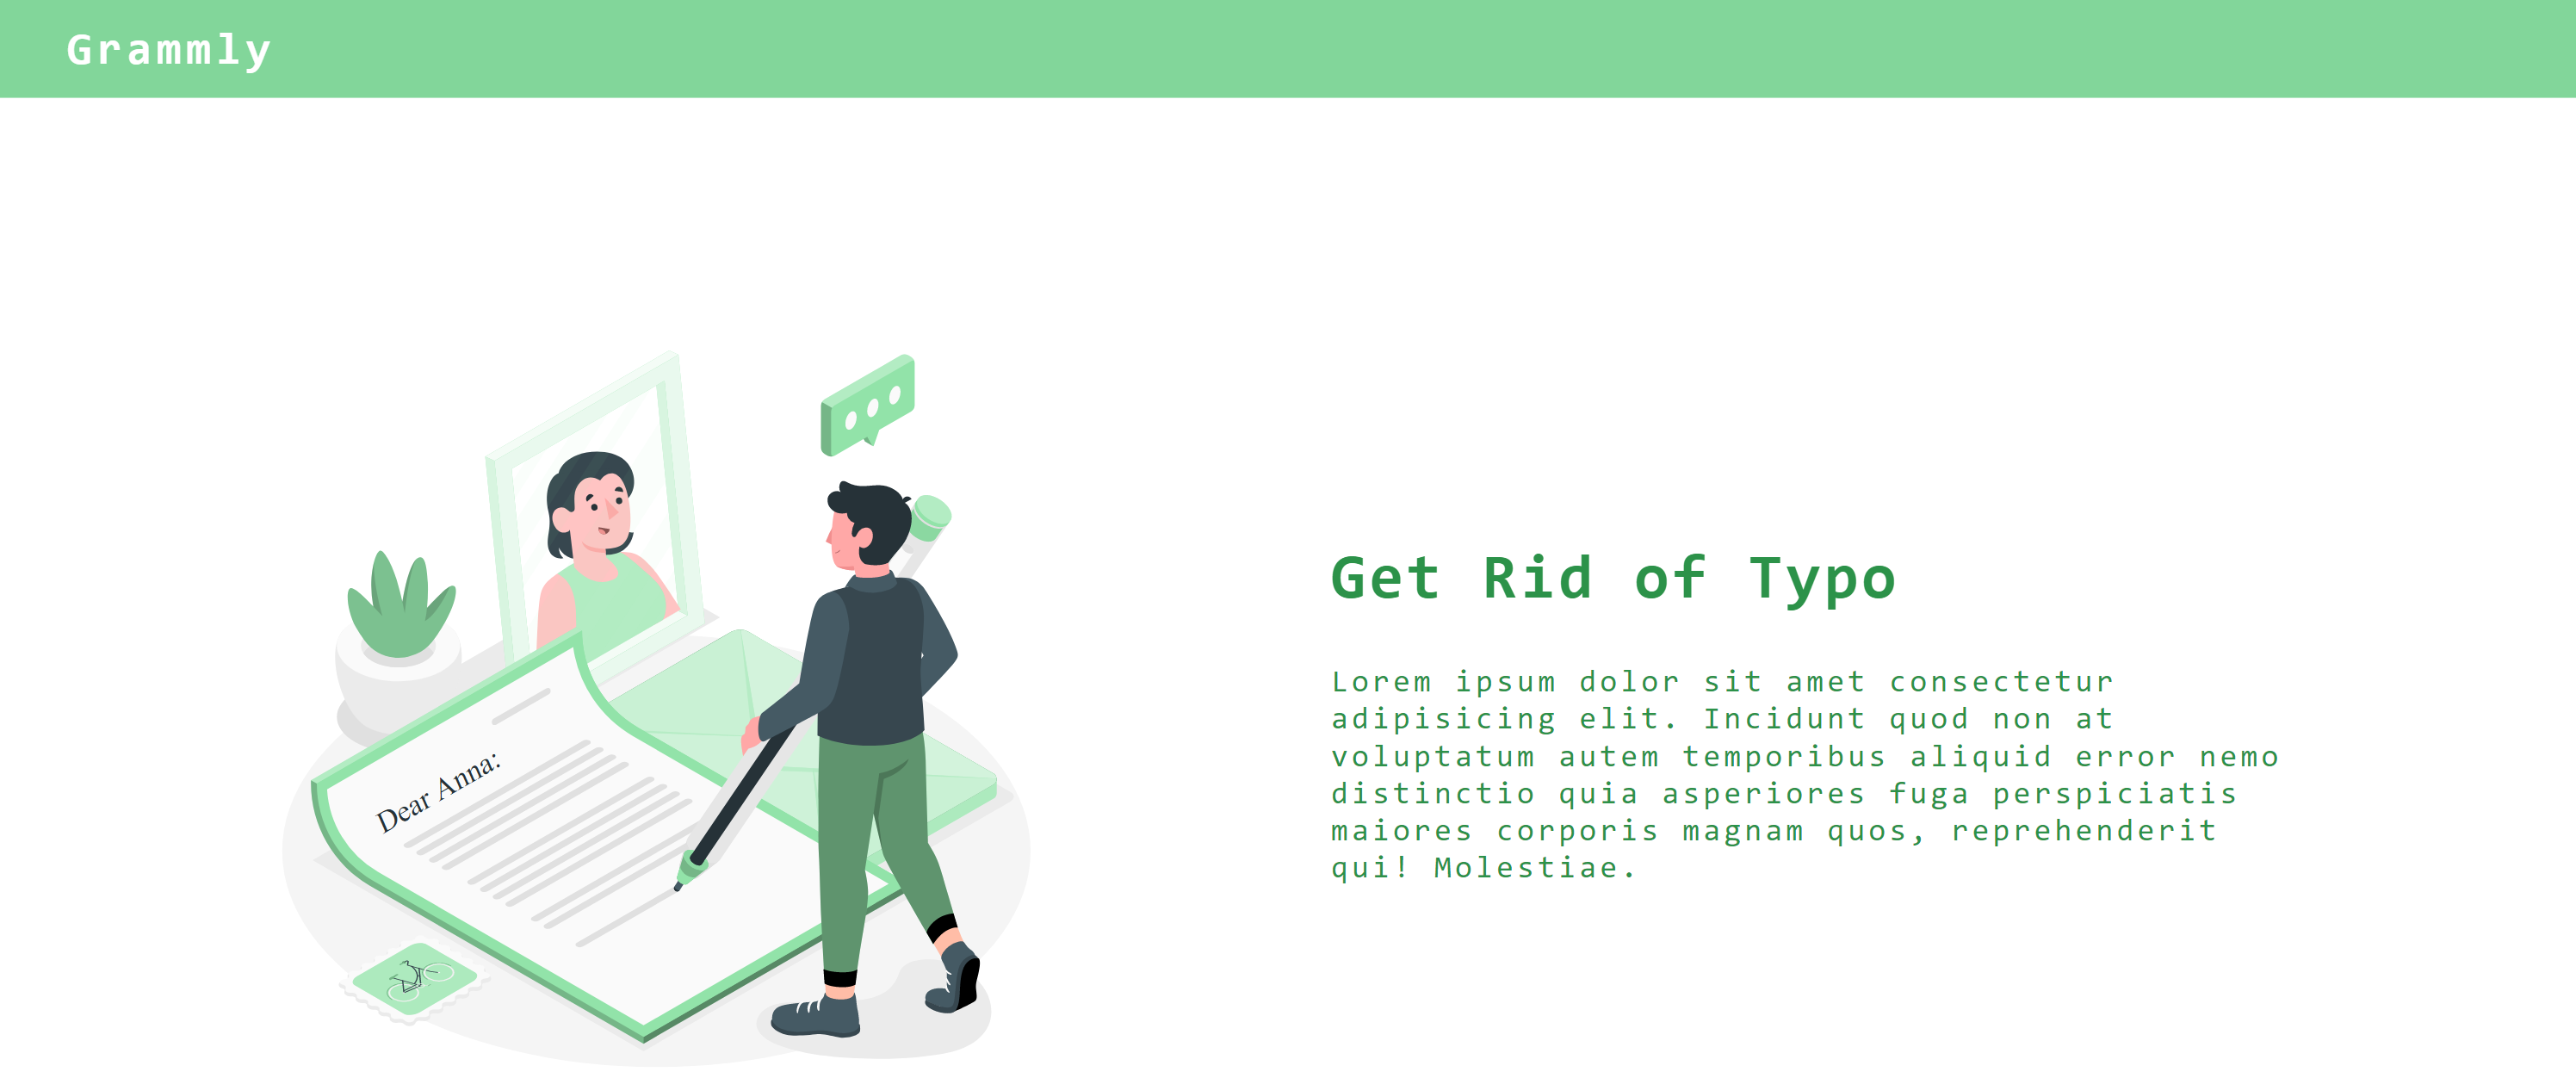 Grammly
Dear Anna:
Get Rid of Typo
Lorem ipsum dolor sit amet consectetur
adipisicing elit. Incidunt quod non at
voluptatum autem temporibus aliquid error nemo
distinctio quia asperiores fuga perspiciatis
maiores corporis magnam quos, reprehenderit
qui! Molestiae.